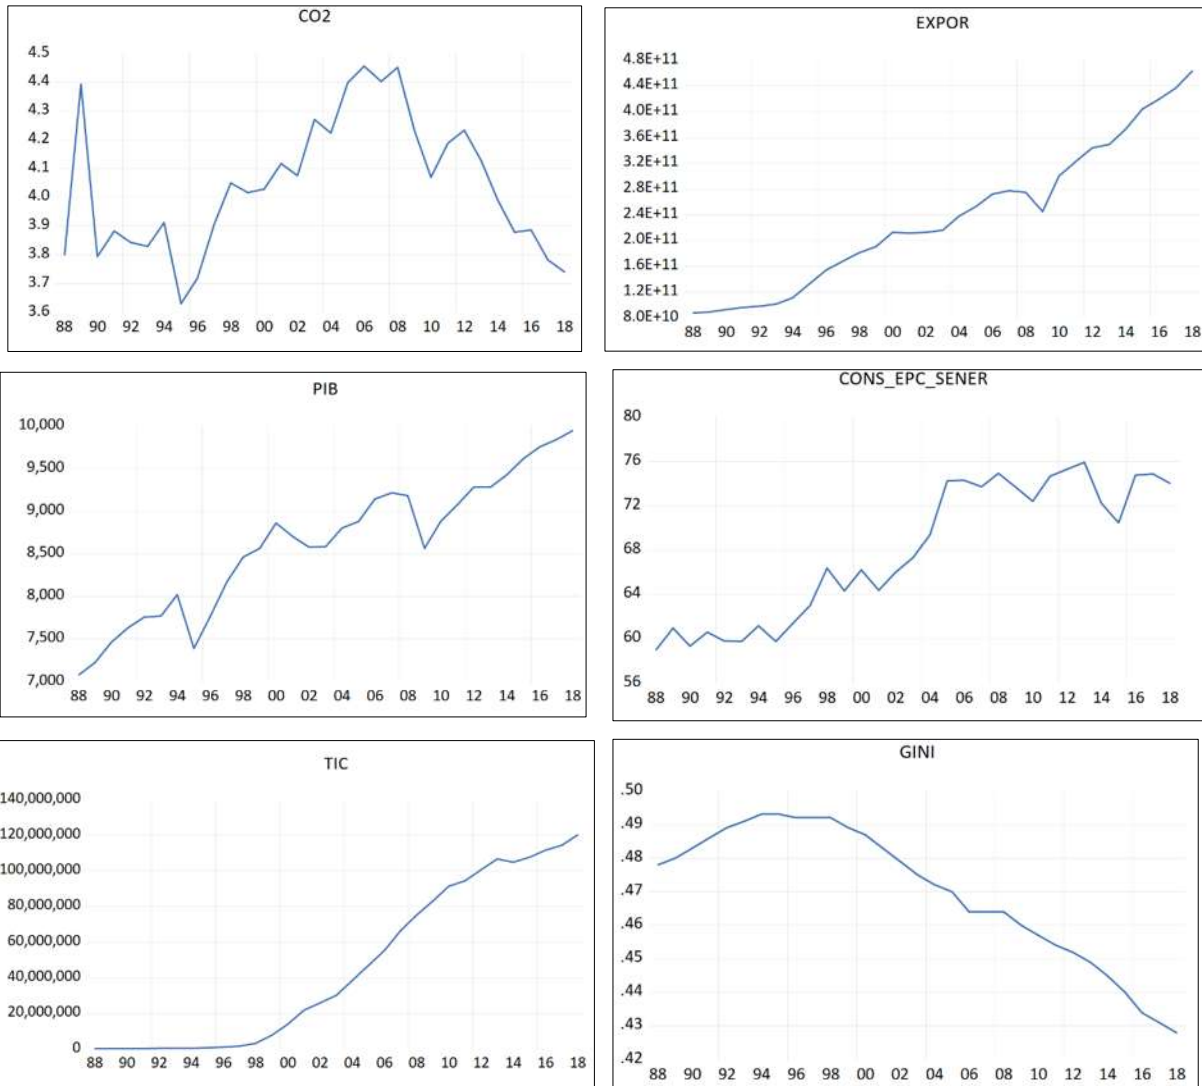 CO2
4.5
4.4
4.3
4.2
4.1
4.0
3.9
3.8
3.7
3.6
88 90 92 94 96 98 00 02 04 06 08 10 12 14 16 18
EXPOR
4.8E+11
4.4E+11
4.0E+11
3.6E+11
3.2E+11
2.8E+11
2.4E+11
2.0E+11
1.6E+11
1.2E+11
8.0E+10
88 90 92 94 96 98 00 02 04 06 08 10 12 14 16 18
PIB
10,000
9,500
9,000
8,500
8,000
7,500
7,000
88 90 92 94 96 98 00 02 04 06 08 10 12 14 16 18
CONS_EPC_SENER
80
76
72
68
64
60
56
88 90 92 94 96 98 00 02 04 06 08 10 12 14 16 18
TIC
140,000,000
120,000,000
100,000,000
80,000,000
60,000,000
40,000,000
20,000,000
0
88 90 92 94 96 98 00 02 04 06 08 10 12 14 16 18
GINI
.50
.49
.48
.47
.46
.45
.44
.43
.42
88 90 92 94 96 98 00 02 04 06 08 10 12 14 16 18